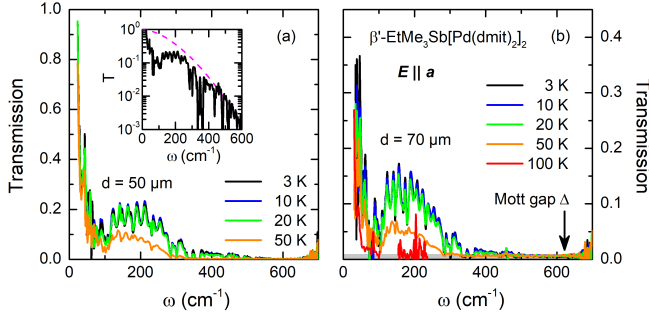 (a)
Transmission
1.0
0.8
0.6
0.4
0.2
0.0
0 200 400 600
ω (cm⁻¹)
T
10⁰
10⁻¹
10⁻²
10⁻³
0 200 400 600
ω (cm⁻¹)
d = 50 μm
3 K
10 K
20 K
50 K
β'-EtMe₃Sb[Pd(dmit)₂]₂
(b)
E || a
3 K
10 K
20 K
50 K
100 K
d = 70 μm
Mott gap Δ
0 200 400 600
ω (cm⁻¹)
0.4
0.3
0.2
0.1
0.0
Transmission